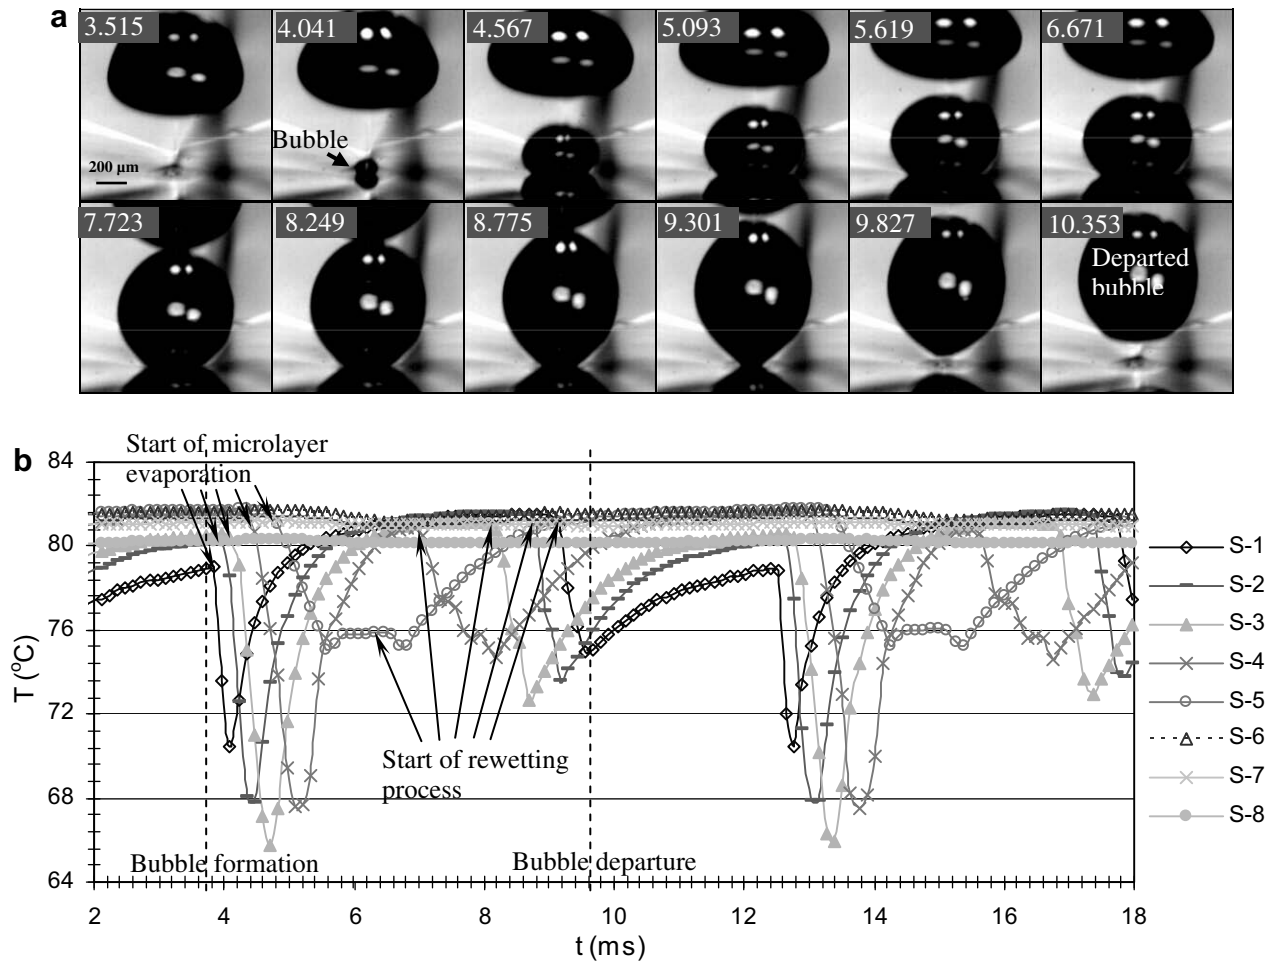 a
3.515 4.041 4.567 5.093 5.619 6.671
Bubble
200 µm
7.723 8.249 8.775 9.301 9.827 10.353
Departed
bubble
b
Start of microlayer
evaporation
84
80
76
72
68
64
T (°C)
Start of rewetting
process
Bubble formation
Bubble departure
2 4 6 8 10 12 14 16 18
t (ms)
S-1
S-2
S-3
S-4
S-5
S-6
S-7
S-8